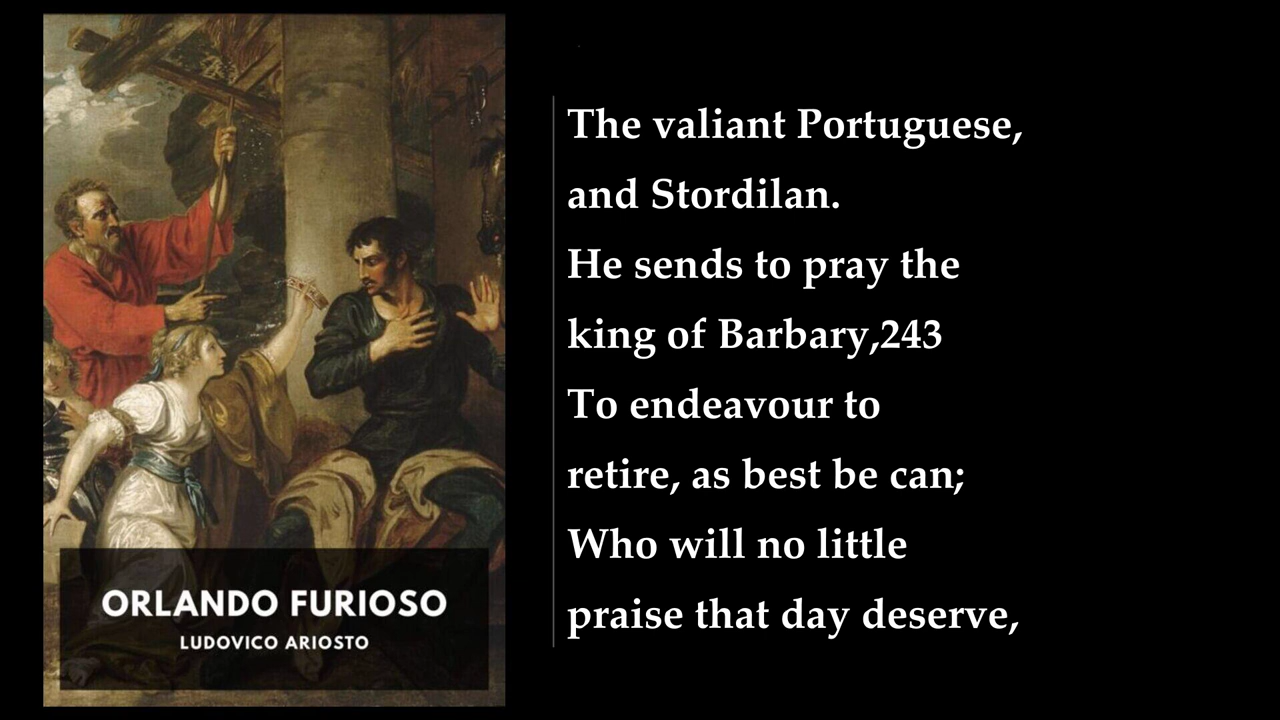 ORLANDO FURIOSO
LUDOVICO ARIOSTO
The valiant Portuguese,
and Stordilan.
He sends to pray the
king of Barbary,243
To endeavour to
retire, as best be can;
Who will no little
praise that day deserve,